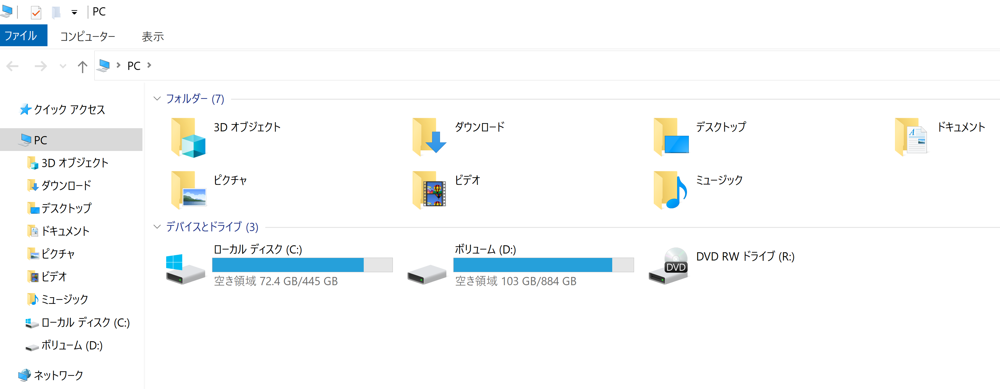 PC
ファイル
コンピューター
表示
PC
クイック アクセス
PC
3D オブジェクト
ダウンロード
デスクトップ
ドキュメント
ピクチャ
ビデオ
ミュージック
ローカル ディスク (C:)
ボリューム (D:)
ネットワーク
フォルダー (7)
3D オブジェクト
ダウンロード
デスクトップ
ドキュメント
ピクチャ
ビデオ
ミュージック
デバイスとドライブ (3)
ローカル ディスク (C:)
空き領域 72.4 GB/445 GB
ボリューム (D:)
空き領域 103 GB/884 GB
DVD
DVD RW ドライブ (R:)